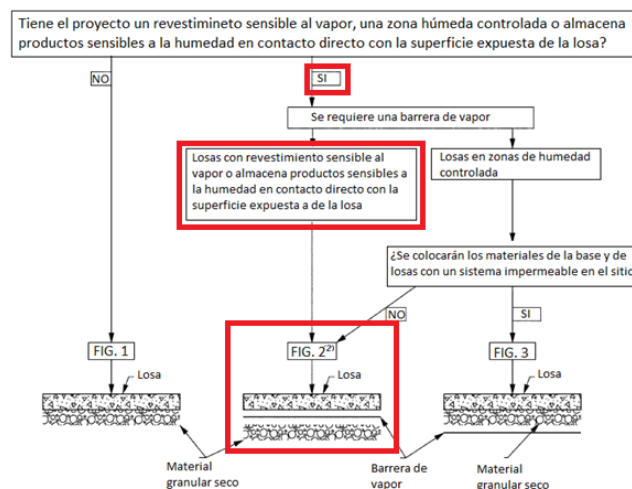 Tiene el proyecto un revestimineto sensible al vapor, una zona húmeda controlada o almacena
productos sensibles a la humedad en contacto directo con la superficie expuesta de la losa?
NO
SI
Se requiere una barrera de vapor
Losas con revestimiento sensible al
vapor o almacena productos sensibles a
la humedad en contacto directo con la
superficie expuesta a de la losa
Losas en zonas de humedad
controlada
¿Se colocarán los materiales de la base y de
losas con un sistema impermeable en el sitio
NO
SI
FIG. 1
FIG. 2²⁾
FIG. 3
Losa
Losa
Losa
Material
granular seco
Barrera de
vapor
Material
granular seco